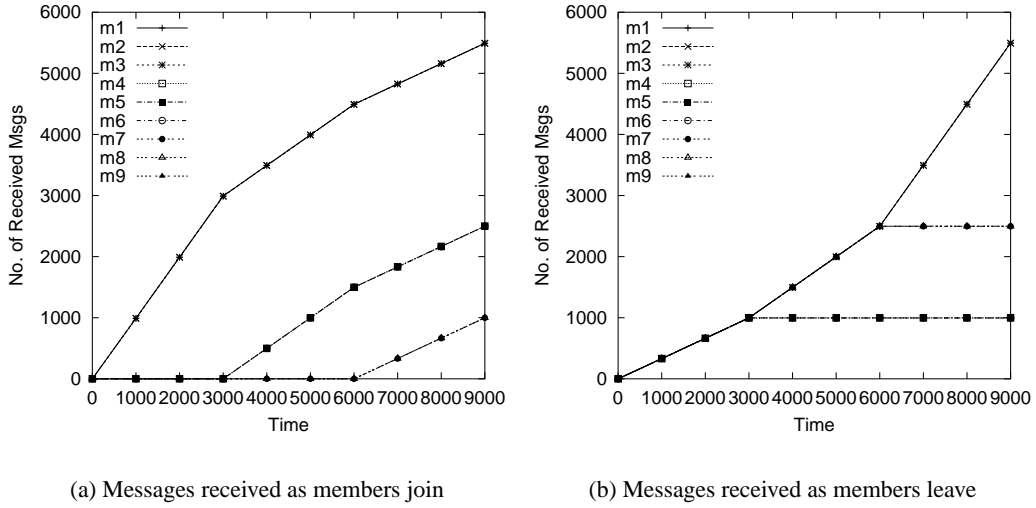 6000
5000
4000
3000
2000
1000
0
No. of Received Msgs
m1
m2
m3
m4
m5
m6
m7
m8
m9
0 1000 2000 3000 4000 5000 6000 7000 8000 9000
Time
(a) Messages received as members join
6000
5000
4000
3000
2000
1000
0
No. of Received Msgs
m1
m2
m3
m4
m5
m6
m7
m8
m9
0 1000 2000 3000 4000 5000 6000 7000 8000 9000
Time
(b) Messages received as members leave